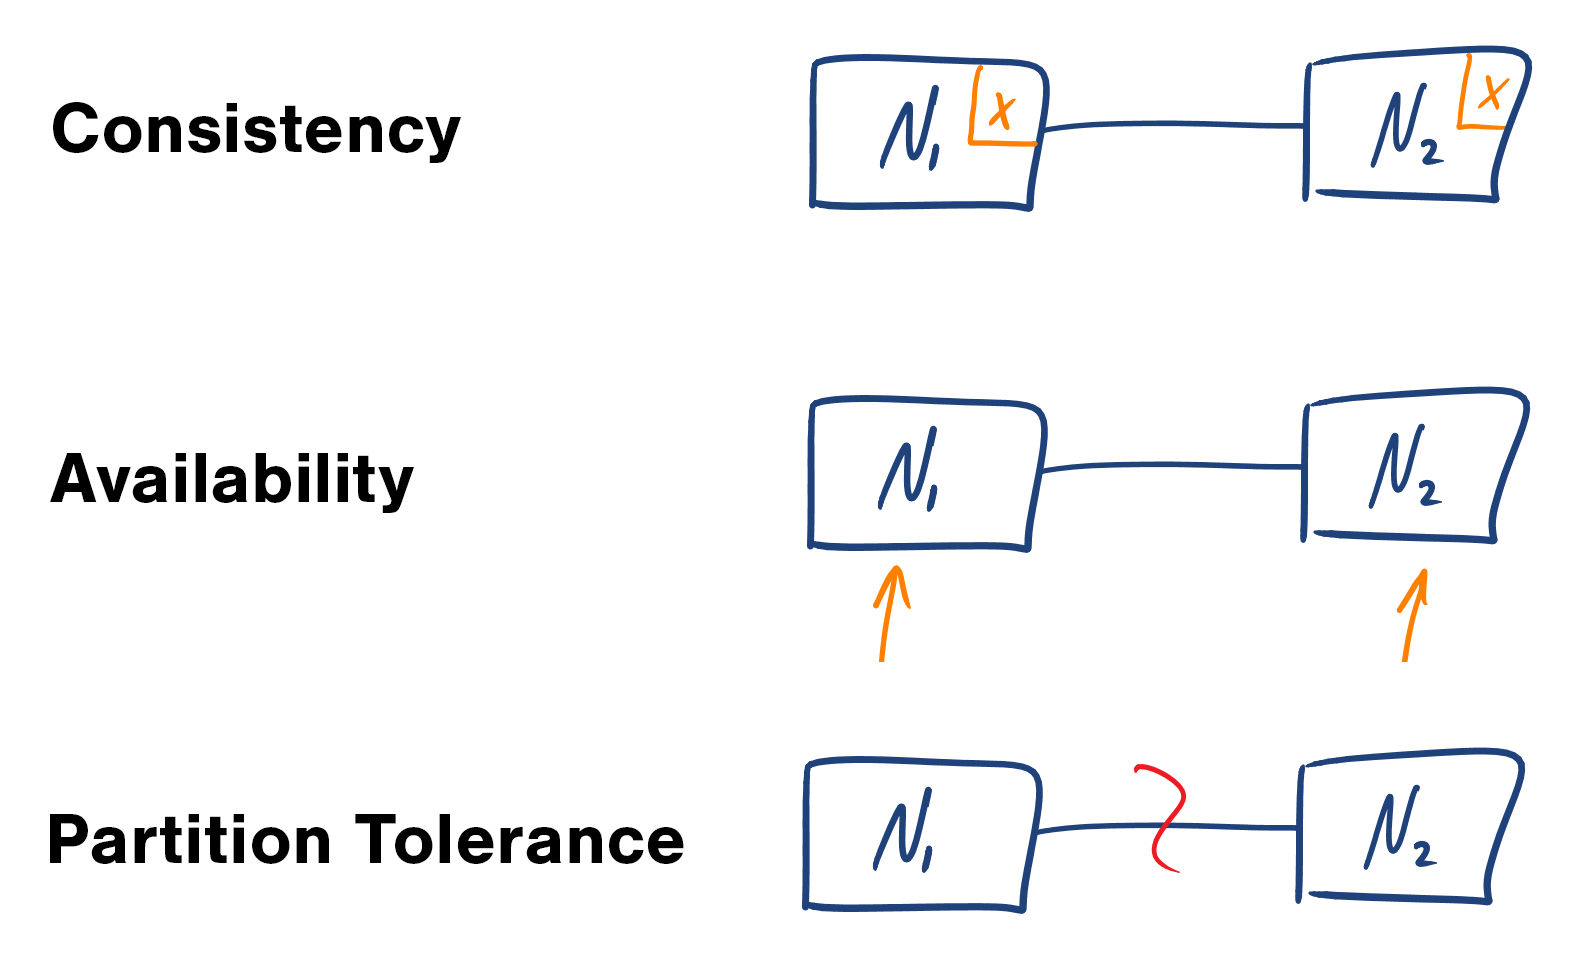 Consistency
N1 X N2 X
Availability
N1 N2
Partition Tolerance
N1 N2